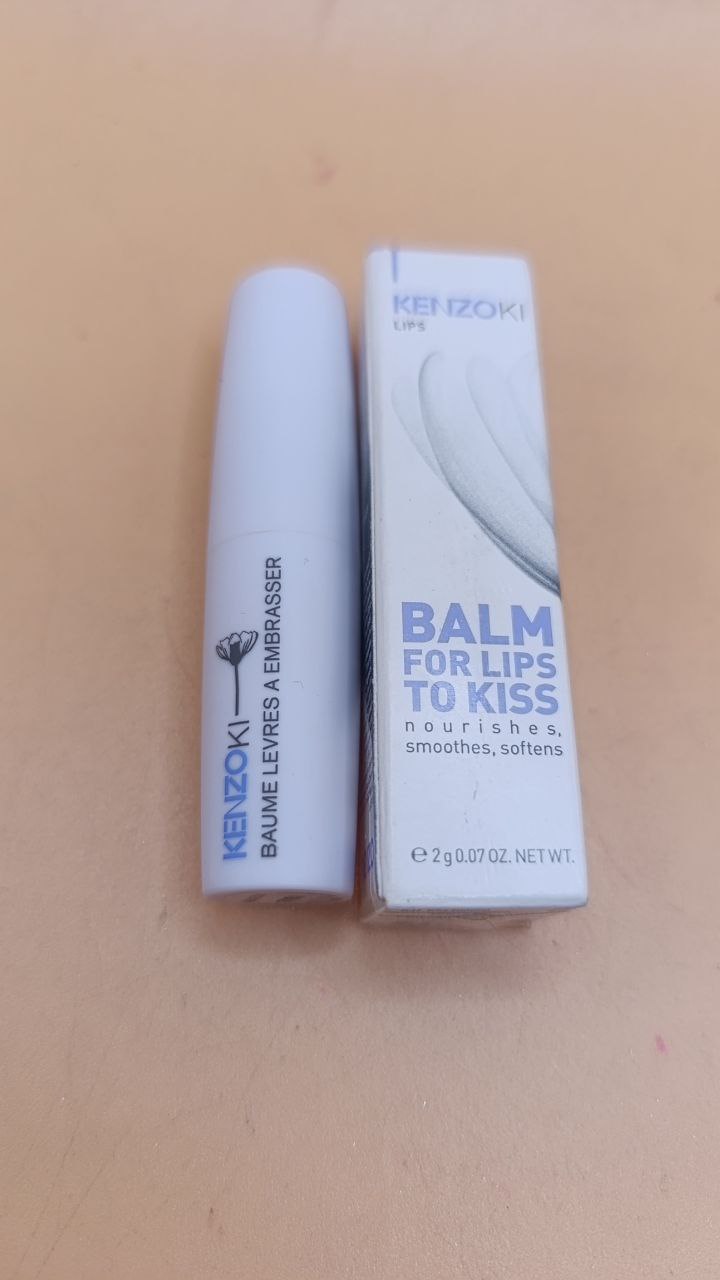 KENZOKI
BAUME LEVRES A EMBRASSER
KENZOKI
LIPS
BALM
FOR LIPS
TO KISS
nourishes,
smoothes, softens
℮ 2g 0.07 OZ. NET WT.